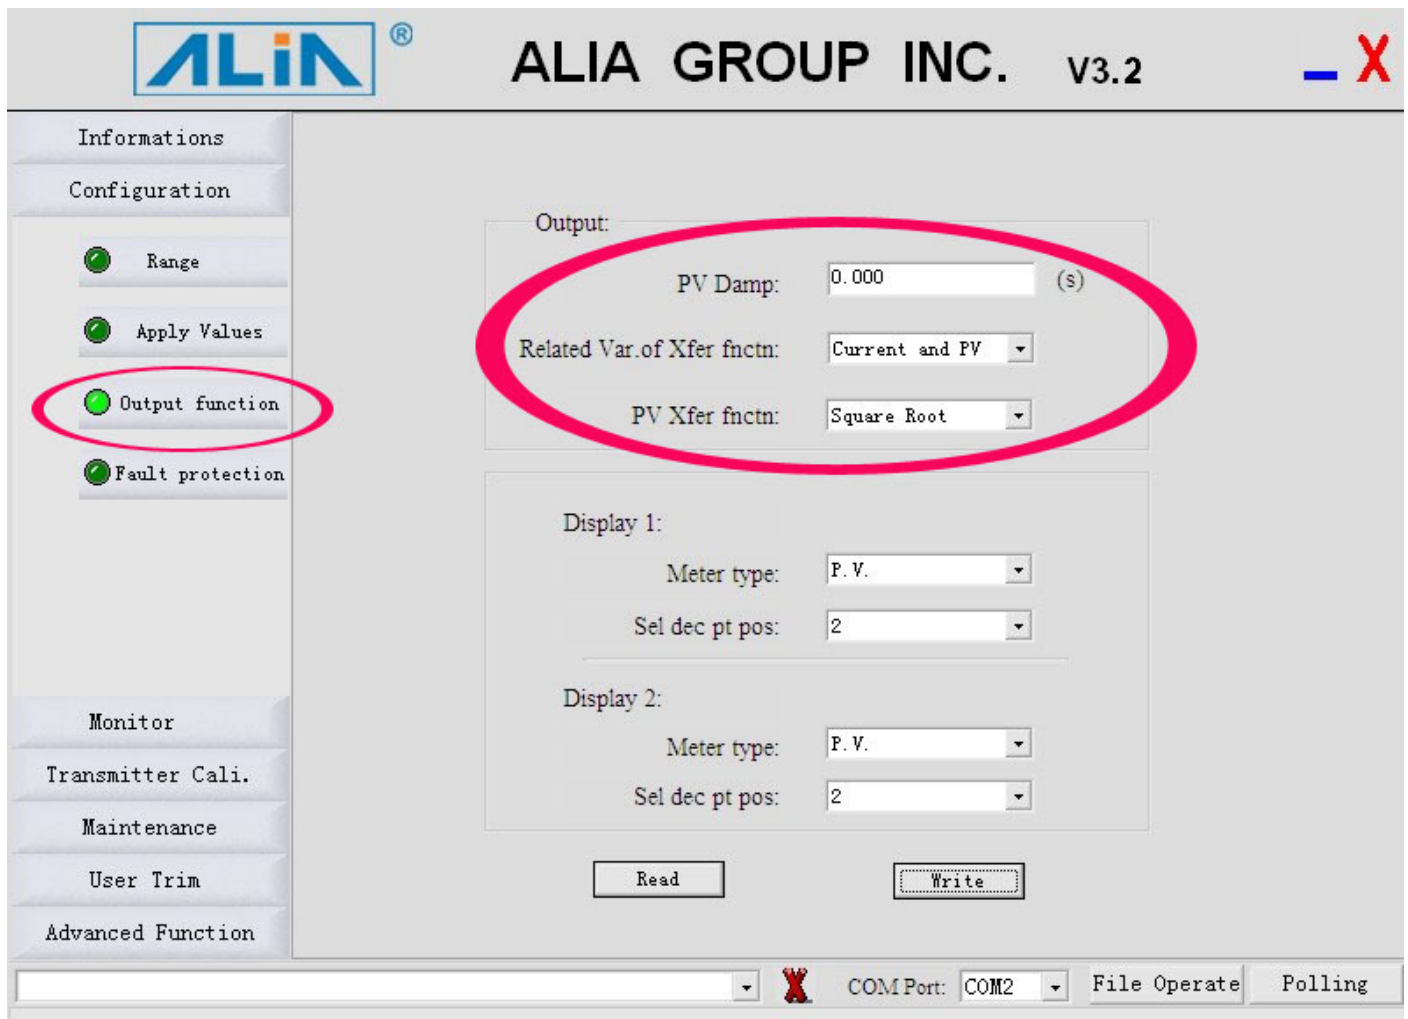 ALiA ®
ALIA GROUP INC. V3.2
Informations
Configuration
Range
Apply Values
Output function
Fault protection
Monitor
Transmitter Cali.
Maintenance
User Trim
Advanced Function
Output:
PV Damp: 0.000 (s)
Related Var.of Xfer fnctn: Current and PV
PV Xfer fnctn: Square Root
Display 1:
Meter type: P.V.
Sel dec pt pos: 2
Display 2:
Meter type: P.V.
Sel dec pt pos: 2
Read Write
COM Port: COM2 File Operate Polling